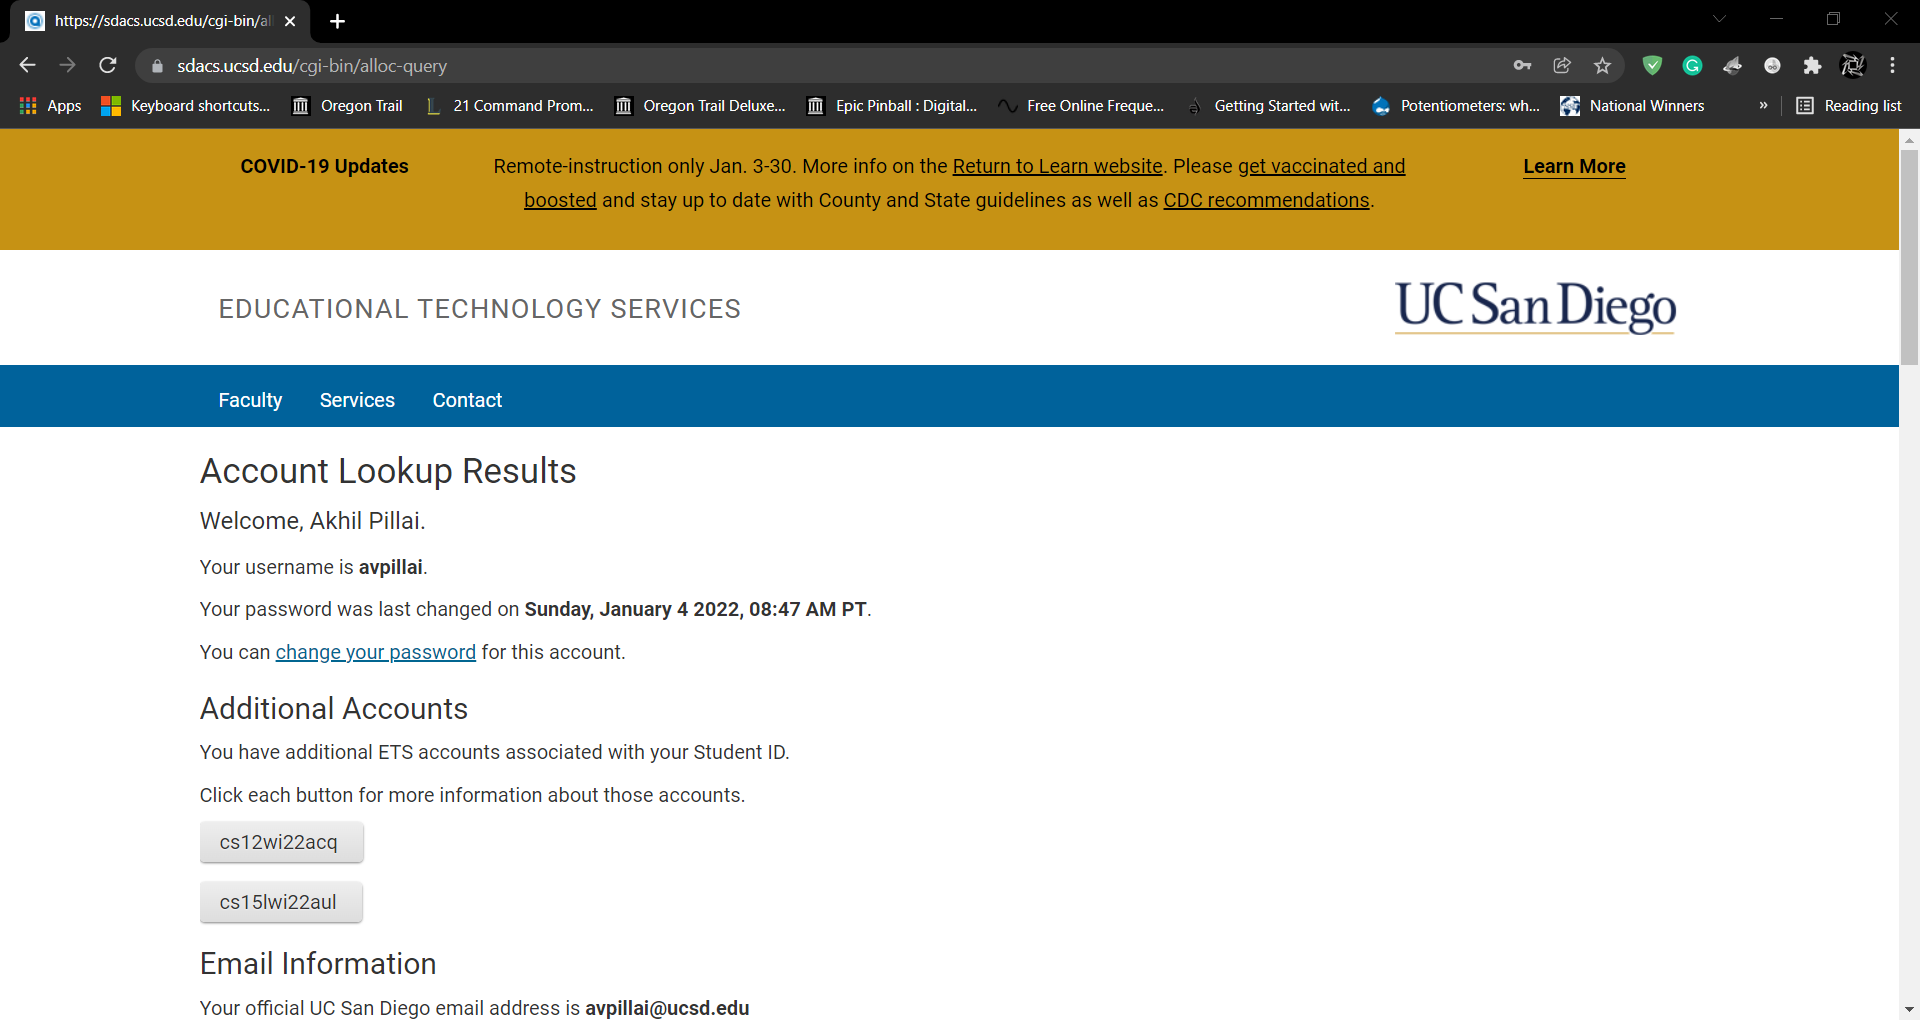 https://sdacs.ucsd.edu/cgi-bin/al
sdacs.ucsd.edu/cgi-bin/alloc-query
Apps Keyboard shortcuts... Oregon Trail 21 Command Prom... Oregon Trail Deluxe... Epic Pinball : Digital... Free Online Freque... Getting Started wit... Potentiometers: wh... National Winners » Reading list
COVID-19 Updates Remote-instruction only Jan. 3-30. More info on the Return to Learn website. Please get vaccinated and Learn More
boosted and stay up to date with County and State guidelines as well as CDC recommendations.
EDUCATIONAL TECHNOLOGY SERVICES UC San Diego
Faculty Services Contact
Account Lookup Results
Welcome, Akhil Pillai.
Your username is avpillai.
Your password was last changed on Sunday, January 4 2022, 08:47 AM PT.
You can change your password for this account.
Additional Accounts
You have additional ETS accounts associated with your Student ID.
Click each button for more information about those accounts.
cs12wi22acq
cs15lwi22aul
Email Information
Your official UC San Diego email address is avpillai@ucsd.edu